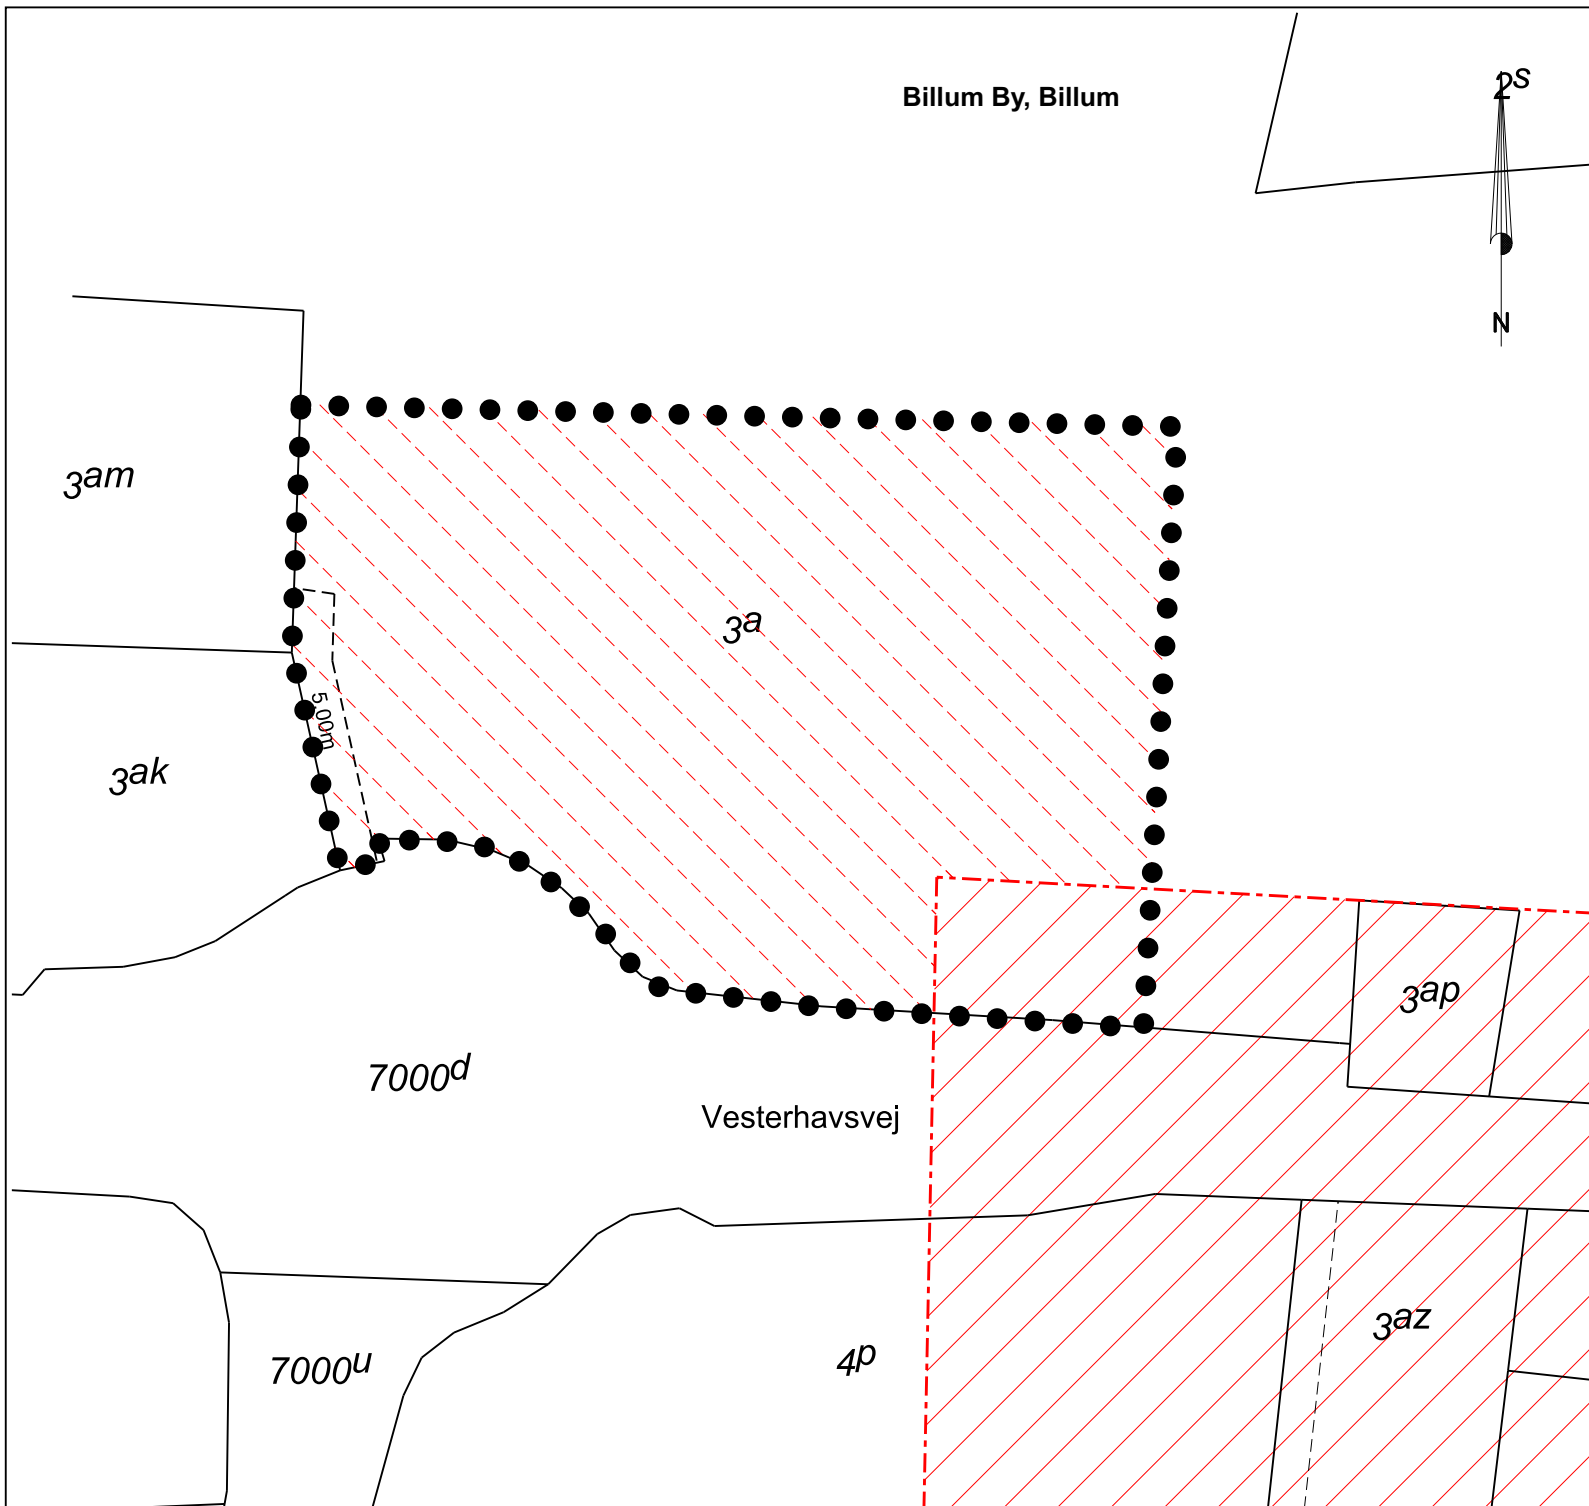 Billum By, Billum
2s
N
3am
3a
5.00m
3ak
3ap
7000d
Vesterhavsvej
3az
7000u
4p